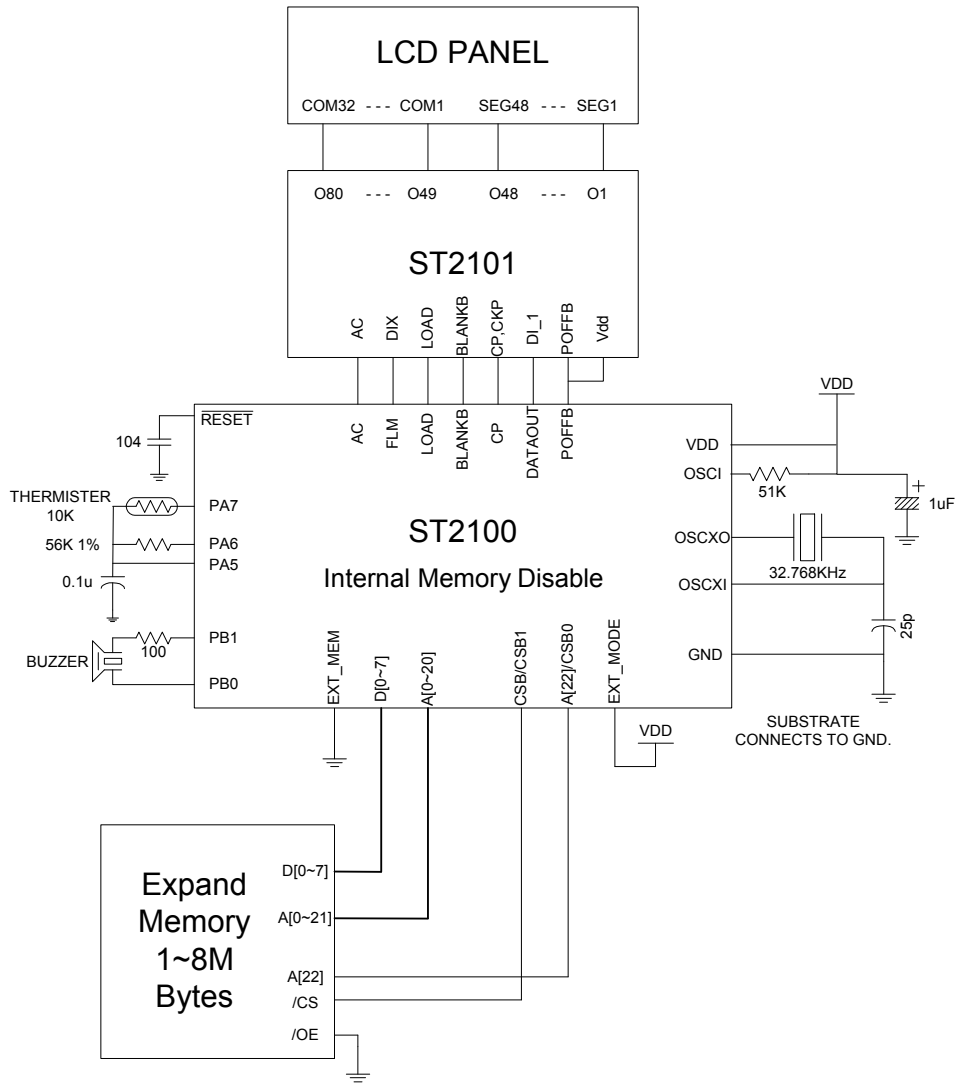 LCD PANEL
COM32 --- COM1 SEG48 --- SEG1
O80 --- O49 O48 --- O1
ST2101
AC DIX LOAD BLANKB CP,CKP DI_1 POFFB Vdd
AC FLM LOAD BLANKB CP DATAOUT POFFB
RESET
104
THERMISTER
10K
PA7
56K 1%
PA6
PA5
0.1u
PB1
100
BUZZER
PB0
ST2100
Internal Memory Disable
VDD
VDD
OSCI
51K
+
1uF
OSCXO
32.768KHz
OSCXI
25p
GND
EXT_MEM D[0~7] A[0~20] CSB/CSB1 A[22]/CSB0 EXT_MODE
VDD
SUBSTRATE
CONNECTS TO GND.
Expand
Memory
1~8M
Bytes
D[0~7]
A[0~21]
A[22]
/CS
/OE